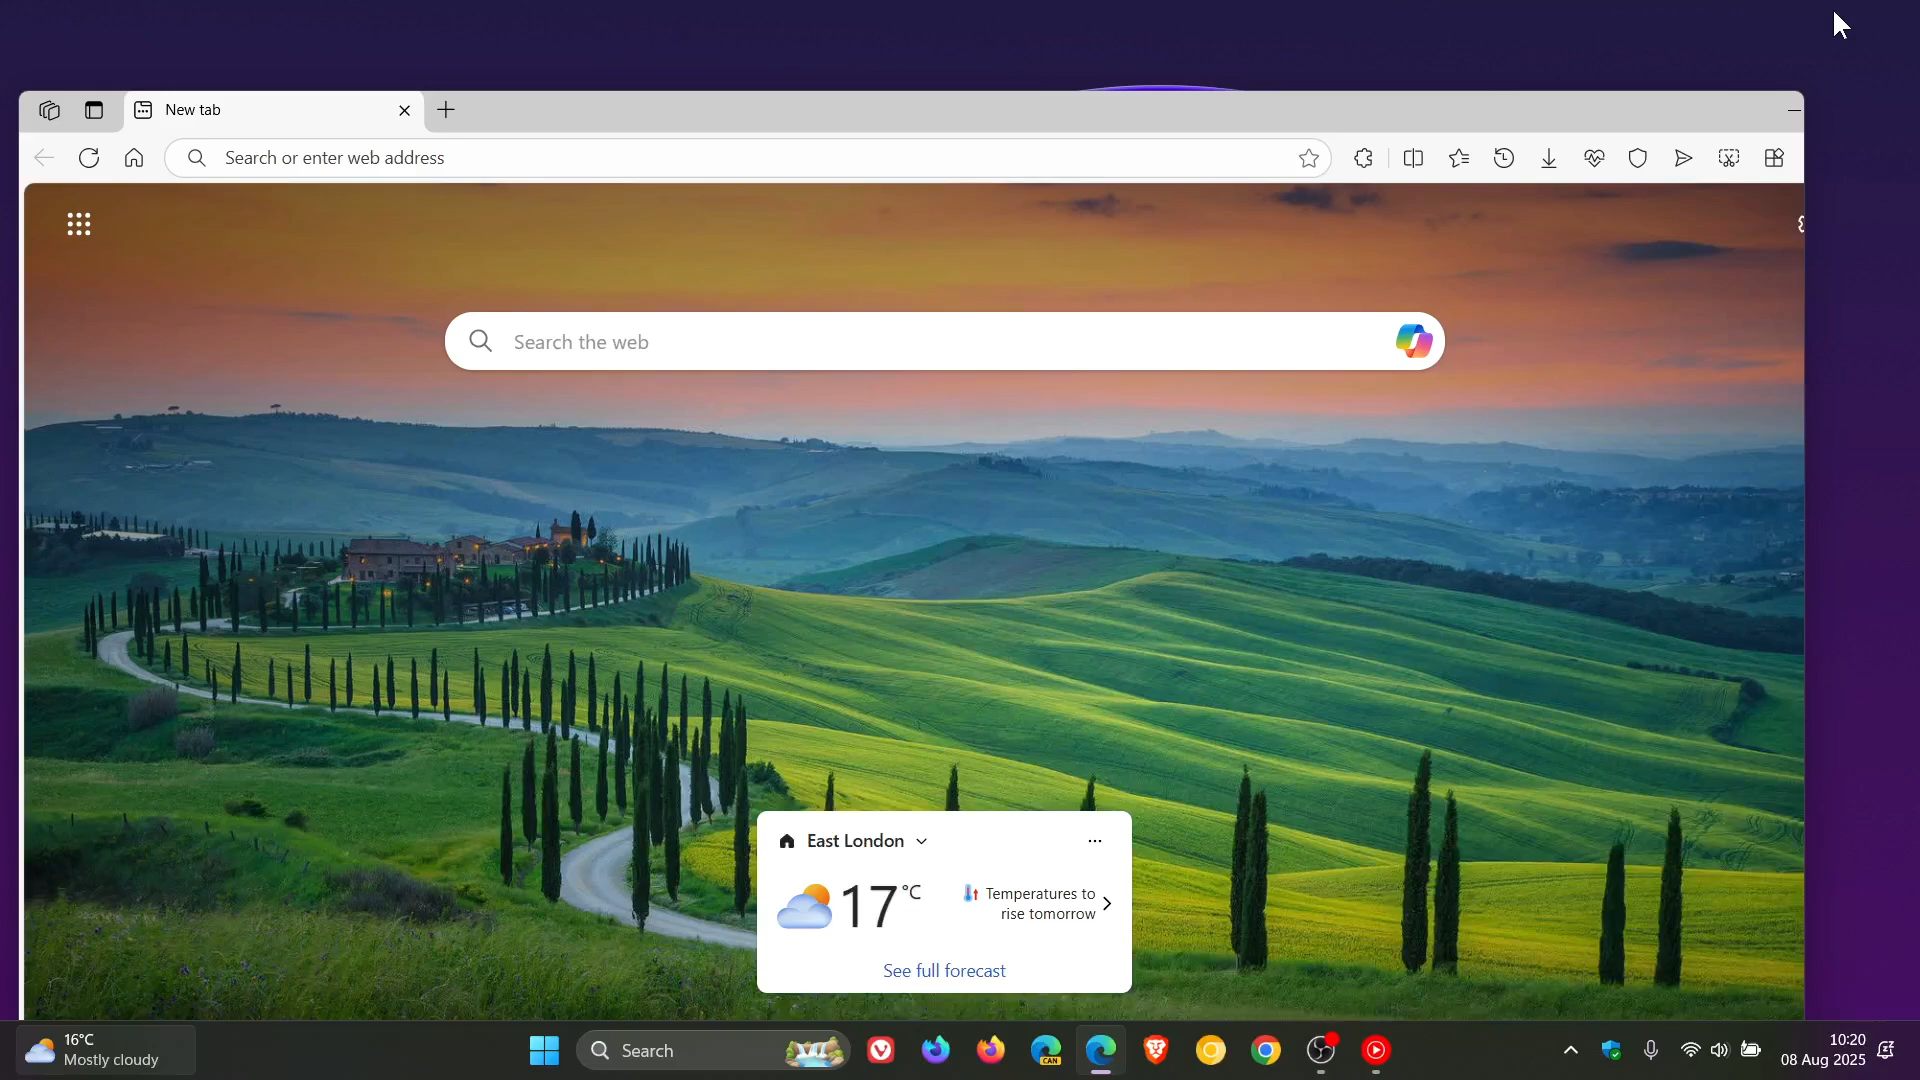 New tab
Search or enter web address
Search the web
East London
17 °C
Temperatures to
rise tomorrow
See full forecast
16°C
Mostly cloudy
Search
CAN
10:20
08 Aug 2025